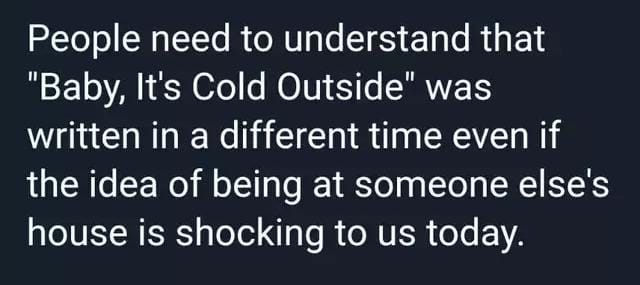 People need to understand that
"Baby, It's Cold Outside" was
written in a different time even if
the idea of being at someone else's
house is shocking to us today.